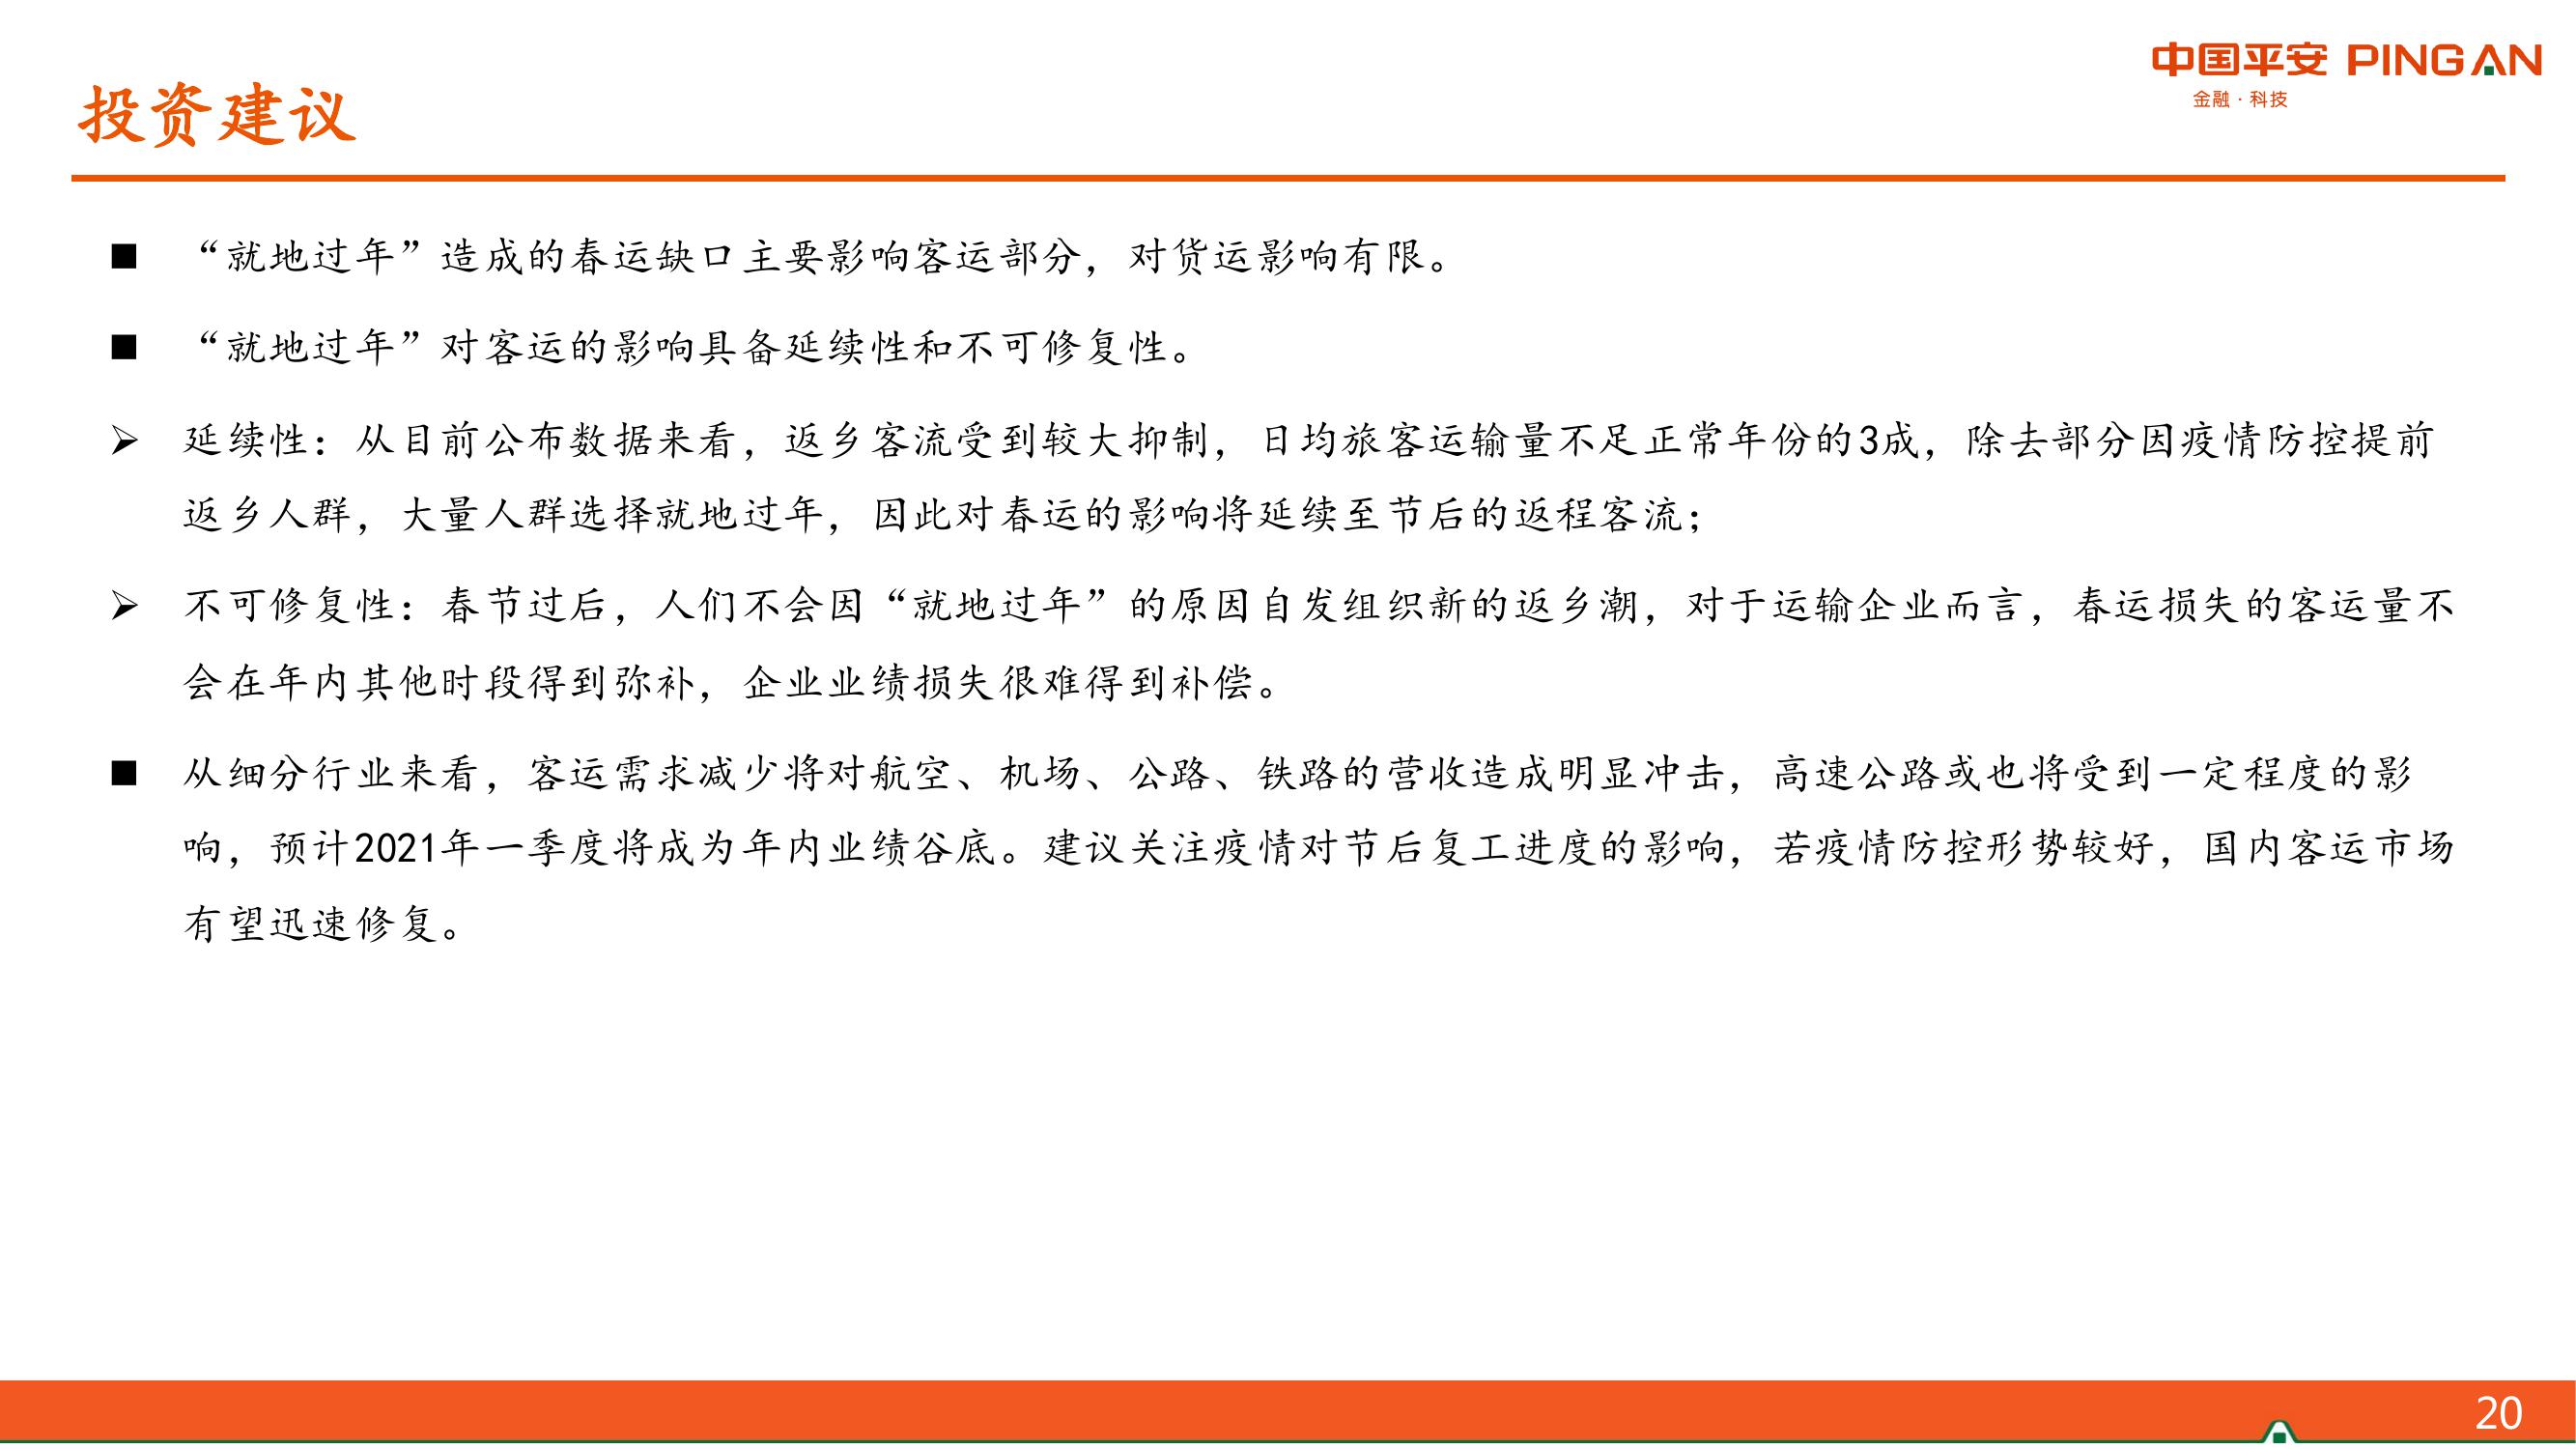 中国平安 PINGAN
金融·科技
投资建议
■ “就地过年”造成的春运缺口主要影响客运部分，对货运影响有限。
■ “就地过年”对客运的影响具备延续性和不可修复性。
➢ 延续性：从目前公布数据来看，返乡客流受到较大抑制，日均旅客运输量不足正常年份的3成，除去部分因疫情防控提前
返乡人群，大量人群选择就地过年，因此对春运的影响将延续至节后的返程客流；
➢ 不可修复性：春节过后，人们不会因“就地过年”的原因自发组织新的返乡潮，对于运输企业而言，春运损失的客运量不
会在年内其他时段得到弥补，企业业绩损失很难得到补偿。
■ 从细分行业来看，客运需求减少将对航空、机场、公路、铁路的营收造成明显冲击，高速公路或也将受到一定程度的影
响，预计2021年一季度将成为年内业绩谷底。建议关注疫情对节后复工进度的影响，若疫情防控形势较好，国内客运市场
有望迅速修复。
20